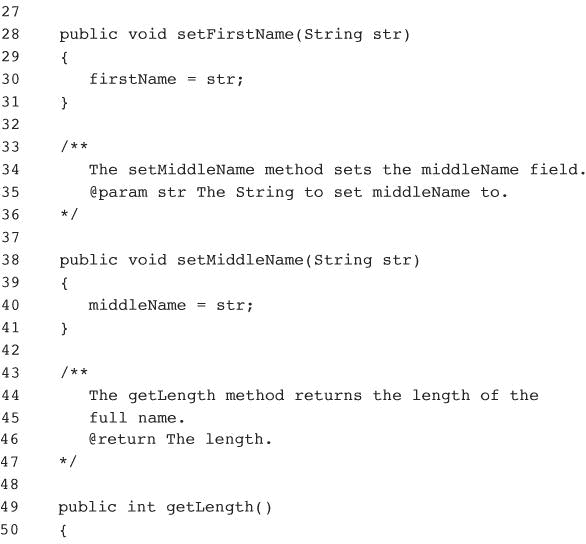 27
28 public void setFirstName(String str)
29 {
30 firstName = str;
31 }
32
33 /**
34 The setMiddleName method sets the middleName field.
35 @param str The String to set middleName to.
36 */
37
38 public void setMiddleName(String str)
39 {
40 middleName = str;
41 }
42
43 /**
44 The getLength method returns the length of the
45 full name.
46 @return The length.
47 */
48
49 public int getLength()
50 {